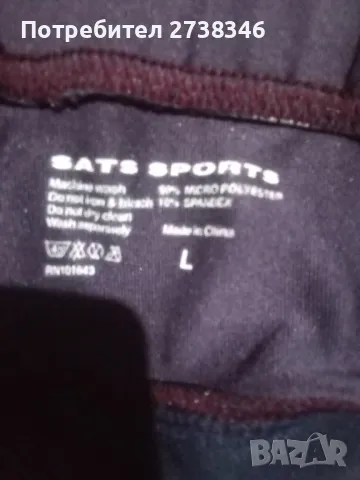 Потребител 2738346
SATS SPORTS
Machine wash 90% MICRO POLYESTER
Do not iron & bleach 10% SPANDEX
Do not dry clean
Wash separately Made in China
L
RN101643
BAZAR